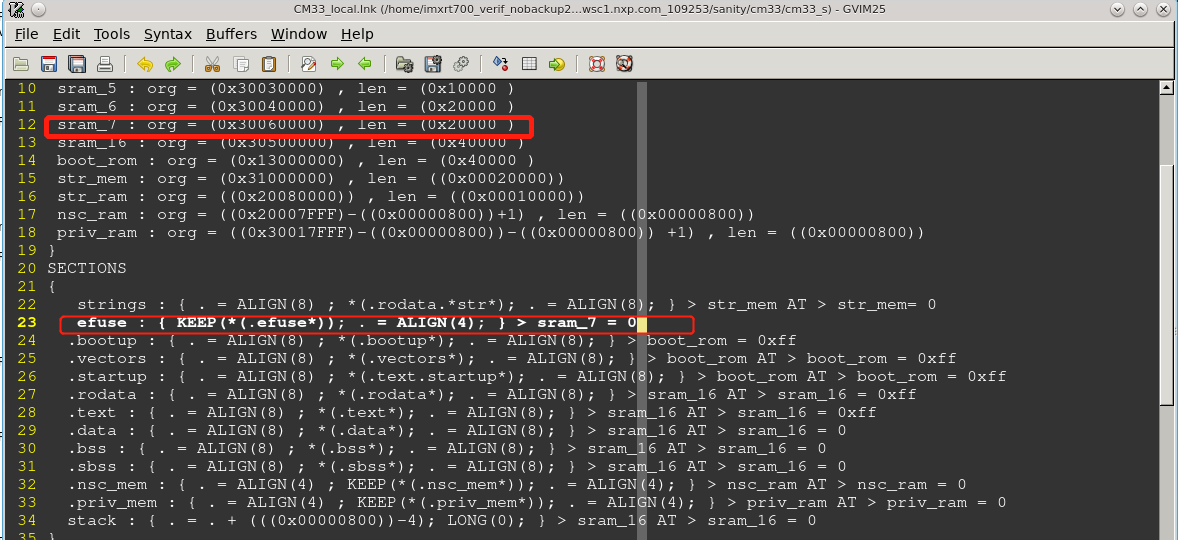 CM33_local.lnk (/home/imxrt700_verif_nobackup2...wsc1.nxp.com_109253/sanity/cm33/cm33_s) - GVIM25
File Edit Tools Syntax Buffers Window Help
10 sram_5 : org = (0x30030000) , len = (0x10000 )
11 sram_6 : org = (0x30040000) , len = (0x20000 )
12 sram_7 : org = (0x30060000) , len = (0x20000 )
13 sram_16 : org = (0x30500000) , len = (0x40000 )
14 boot_rom : org = (0x13000000) , len = (0x40000 )
15 str_mem : org = (0x31000000) , len = ((0x00020000))
16 str_ram : org = ((0x20080000)) , len = ((0x00010000))
17 nsc_ram : org = ((0x20007FFF)-((0x00000800))+1) , len = ((0x00000800))
18 priv_ram : org = ((0x30017FFF)-((0x00000800))-((0x00000800)) +1) , len = ((0x00000800))
19 }
20 SECTIONS
21 {
22 strings : { . = ALIGN(8) ; *(.rodata.*str*); . = ALIGN(8); } > str_mem AT > str_mem= 0
23 efuse : { KEEP(*(.efuse*)); . = ALIGN(4); } > sram_7 = 0
24 .bootup : { . = ALIGN(8) ; *(.bootup*); . = ALIGN(8); } > boot_rom = 0xff
25 .vectors : { . = ALIGN(8) ; *(.vectors*); . = ALIGN(8); } > boot_rom AT > boot_rom = 0xff
26 .startup : { . = ALIGN(8) ; *(.text.startup*); . = ALIGN(8); } > boot_rom AT > boot_rom = 0xff
27 .rodata : { . = ALIGN(8) ; *(.rodata*); . = ALIGN(8); } > sram_16 AT > sram_16 = 0xff
28 .text : { . = ALIGN(8) ; *(.text*); . = ALIGN(8); } > sram_16 AT > sram_16 = 0xff
29 .data : { . = ALIGN(8) ; *(.data*); . = ALIGN(8); } > sram_16 AT > sram_16 = 0
30 .bss : { . = ALIGN(8) ; *(.bss*); . = ALIGN(8); } > sram_16 AT > sram_16 = 0
31 .sbss : { . = ALIGN(8) ; *(.sbss*); . = ALIGN(8); } > sram_16 AT > sram_16 = 0
32 .nsc_mem : { . = ALIGN(4) ; KEEP(*(.nsc_mem*)); . = ALIGN(4); } > nsc_ram AT > nsc_ram = 0
33 .priv_mem : { . = ALIGN(4) ; KEEP(*(.priv_mem*)); . = ALIGN(4); } > priv_ram AT > priv_ram = 0
34 stack : { . = . + (((0x00000800))-4); LONG(0); } > sram_16 AT > sram_16 = 0
35 }